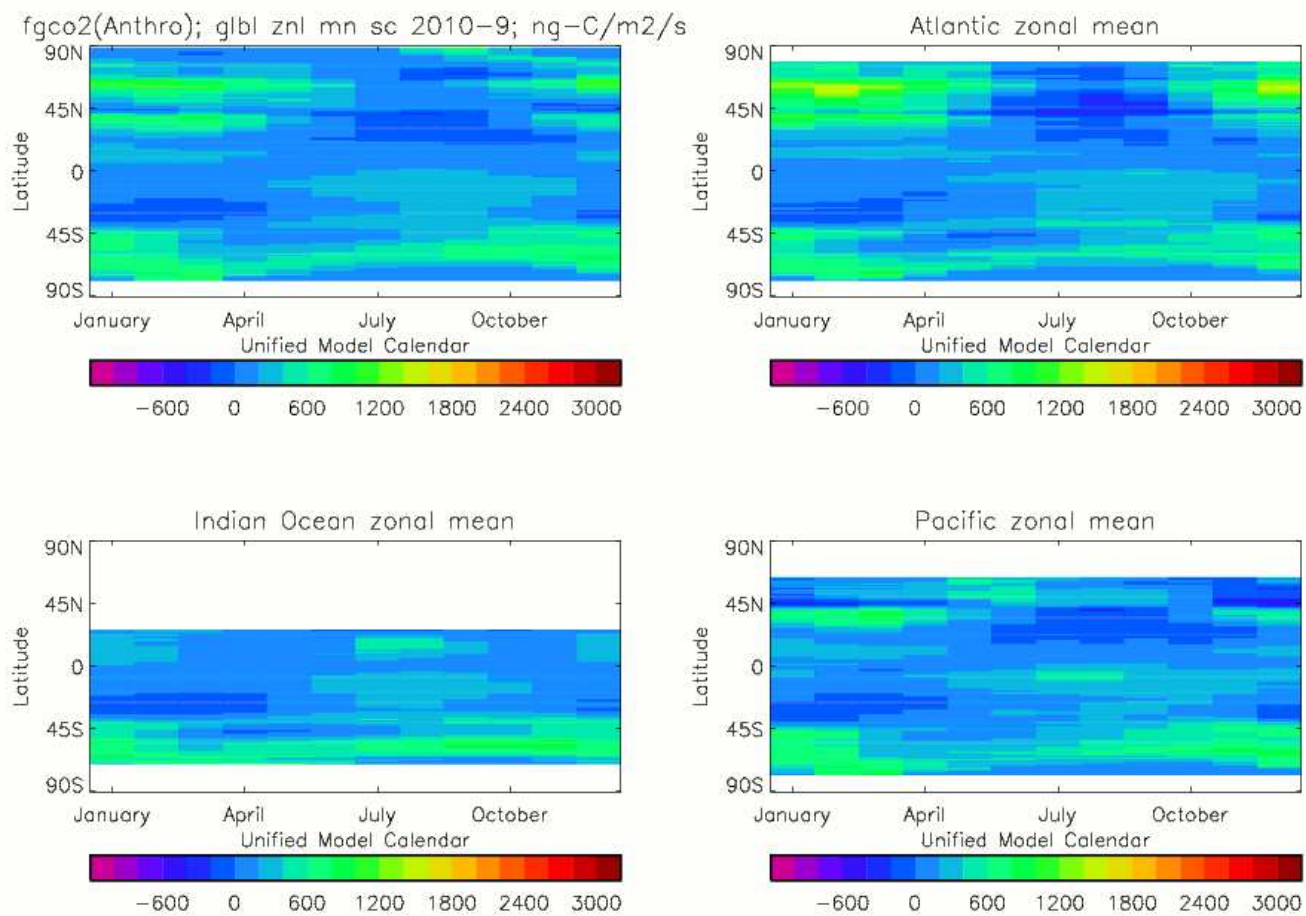 fgco2(Anthro); glbl znl mn sc 2010-9; ng-C/m2/s
90N
45N
0
45S
90S
Latitude
January April July October
Unified Model Calendar
-600 0 600 1200 1800 2400 3000
Atlantic zonal mean
90N
45N
0
45S
90S
Latitude
January April July October
Unified Model Calendar
-600 0 600 1200 1800 2400 3000
Indian Ocean zonal mean
90N
45N
0
45S
90S
Latitude
January April July October
Unified Model Calendar
-600 0 600 1200 1800 2400 3000
Pacific zonal mean
90N
45N
0
45S
90S
Latitude
January April July October
Unified Model Calendar
-600 0 600 1200 1800 2400 3000